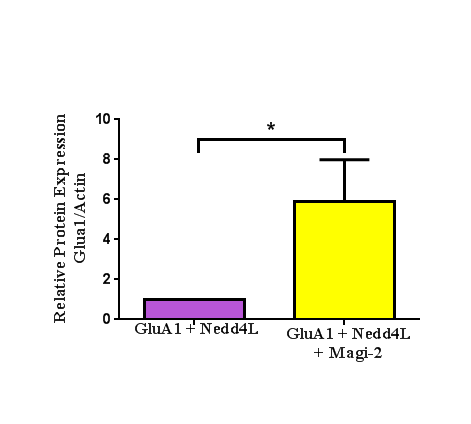 *
10
8
6
4
2
0
Relative Protein Expression
Glua1/Actin
GluA1 + Nedd4L
GluA1 + Nedd4L
+ Magi-2